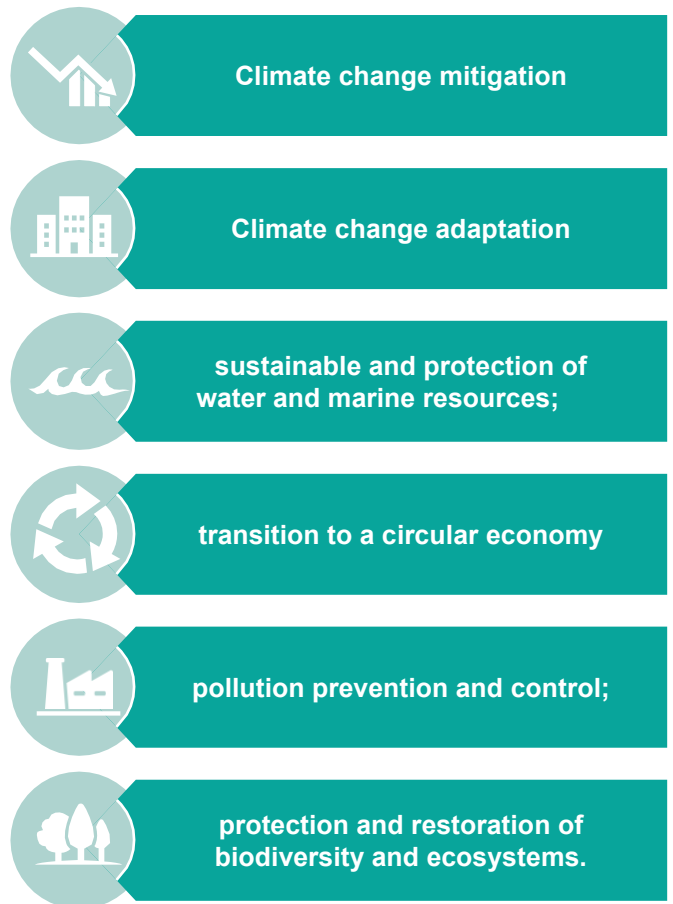 Climate change mitigation
Climate change adaptation
sustainable and protection of
water and marine resources;
transition to a circular economy
pollution prevention and control;
protection and restoration of
biodiversity and ecosystems.